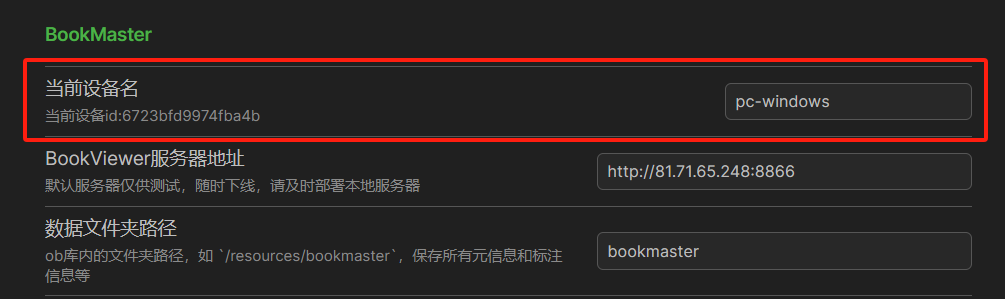 BookMaster
当前设备名
当前设备id:6723bfd9974fba4b
pc-windows
BookViewer服务器地址
默认服务器仅供测试，随时下线，请及时部署本地服务器
http://81.71.65.248:8866
数据文件夹路径
ob库内的文件夹路径，如 `/resources/bookmaster`，保存所有元信息和标注
信息等
bookmaster